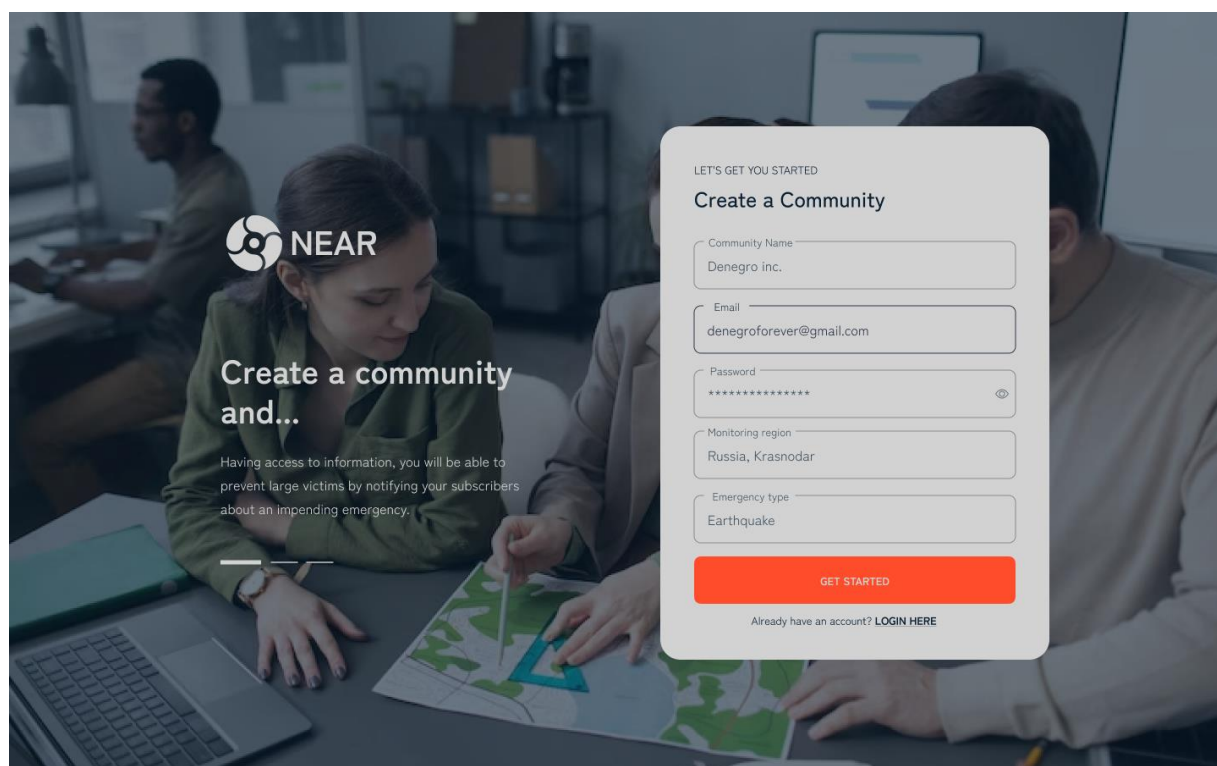 NEAR
Create a community
and...
Having access to information, you will be able to
prevent large victims by notifying your subscribers
about an impending emergency.
LET'S GET YOU STARTED
Create a Community
Community Name
Denegro inc.
Email
denegroforever@gmail.com
Password
***************
Monitoring region
Russia, Krasnodar
Emergency type
Earthquake
GET STARTED
Already have an account? LOGIN HERE